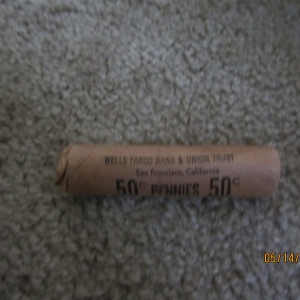 WELLS FARGO BANK & UNION TRUST
San Francisco, California
50¢ PENNIES 50¢
05/14/